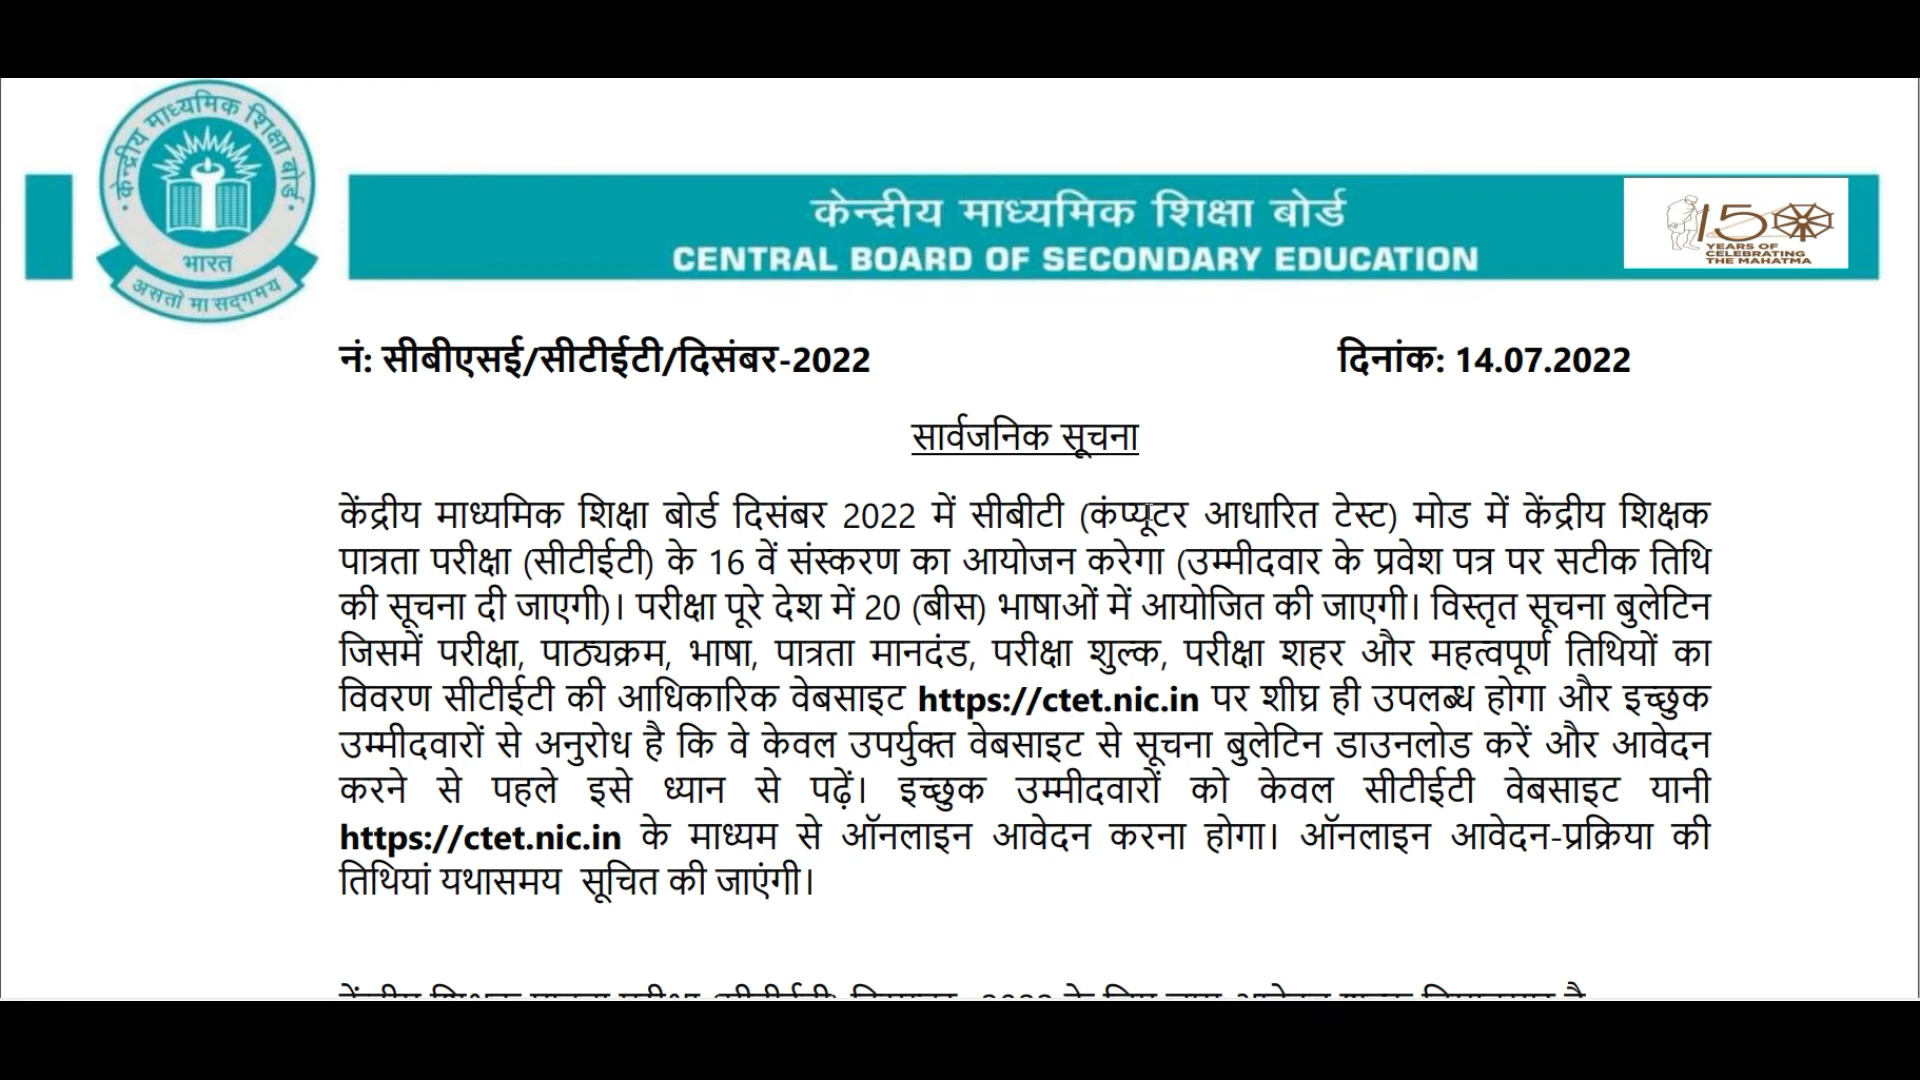 केन्द्रीय माध्यमिक शिक्षा बोर्ड
भारत
असतो मा सद्गमय
केन्द्रीय माध्यमिक शिक्षा बोर्ड
CENTRAL BOARD OF SECONDARY EDUCATION
150
YEARS OF
CELEBRATING
THE MAHATMA
नं: सीबीएसई/सीटीईटी/दिसंबर-2022 दिनांक: 14.07.2022
सार्वजनिक सूचना
केंद्रीय माध्यमिक शिक्षा बोर्ड दिसंबर 2022 में सीबीटी (कंप्यूटर आधारित टेस्ट) मोड में केंद्रीय शिक्षक
पात्रता परीक्षा (सीटीईटी) के 16 वें संस्करण का आयोजन करेगा (उम्मीदवार के प्रवेश पत्र पर सटीक तिथि
की सूचना दी जाएगी)। परीक्षा पूरे देश में 20 (बीस) भाषाओं में आयोजित की जाएगी। विस्तृत सूचना बुलेटिन
जिसमें परीक्षा, पाठ्यक्रम, भाषा, पात्रता मानदंड, परीक्षा शुल्क, परीक्षा शहर और महत्वपूर्ण तिथियों का
विवरण सीटीईटी की आधिकारिक वेबसाइट https://ctet.nic.in पर शीघ्र ही उपलब्ध होगा और इच्छुक
उम्मीदवारों से अनुरोध है कि वे केवल उपर्युक्त वेबसाइट से सूचना बुलेटिन डाउनलोड करें और आवेदन
करने से पहले इसे ध्यान से पढ़ें। इच्छुक उम्मीदवारों को केवल सीटीईटी वेबसाइट यानी
https://ctet.nic.in के माध्यम से ऑनलाइन आवेदन करना होगा। ऑनलाइन आवेदन-प्रक्रिया की
तिथियां यथासमय सूचित की जाएंगी।